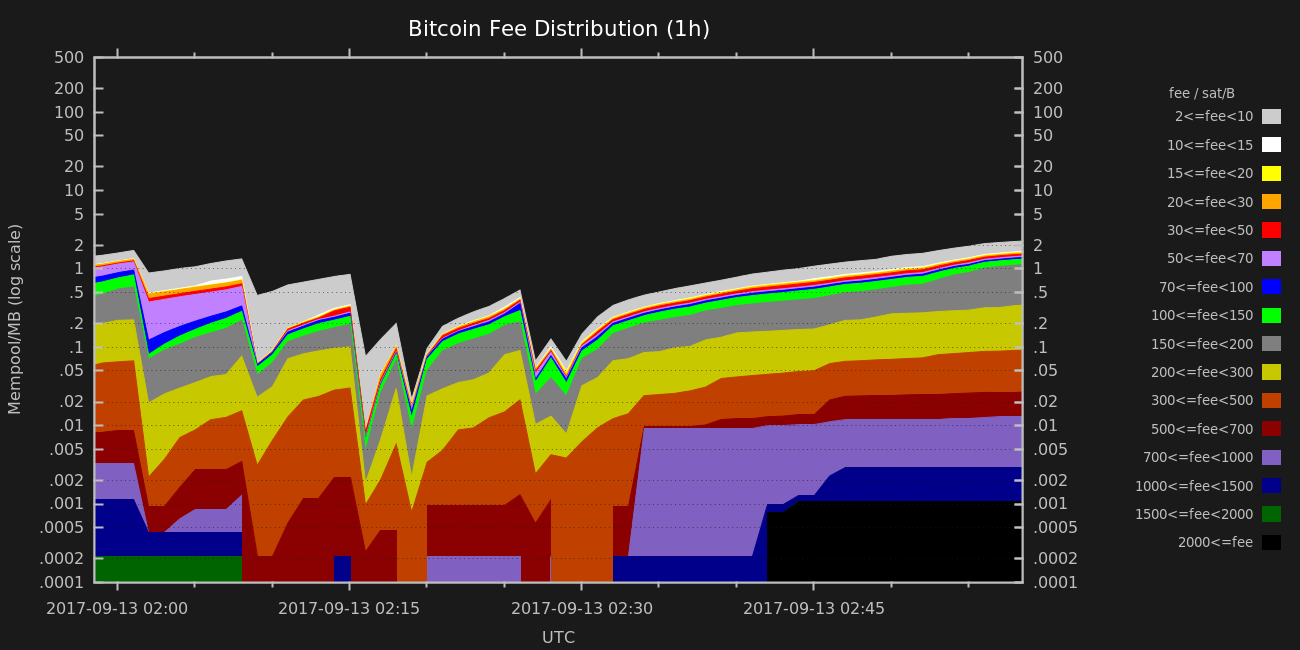 Bitcoin Fee Distribution (1h)
500 500
200 200
100 100
50 50
20 20
10 10
5 5
2 2
1 1
.5 .5
.2 .2
.1 .1
.05 .05
.02 .02
.01 .01
.005 .005
.002 .002
.001 .001
.0005 .0005
.0002 .0002
.0001 .0001
Mempool/MB (log scale)
2017-09-13 02:00 2017-09-13 02:15 2017-09-13 02:30 2017-09-13 02:45
UTC
fee / sat/B
2<=fee<10
10<=fee<15
15<=fee<20
20<=fee<30
30<=fee<50
50<=fee<70
70<=fee<100
100<=fee<150
150<=fee<200
200<=fee<300
300<=fee<500
500<=fee<700
700<=fee<1000
1000<=fee<1500
1500<=fee<2000
2000<=fee